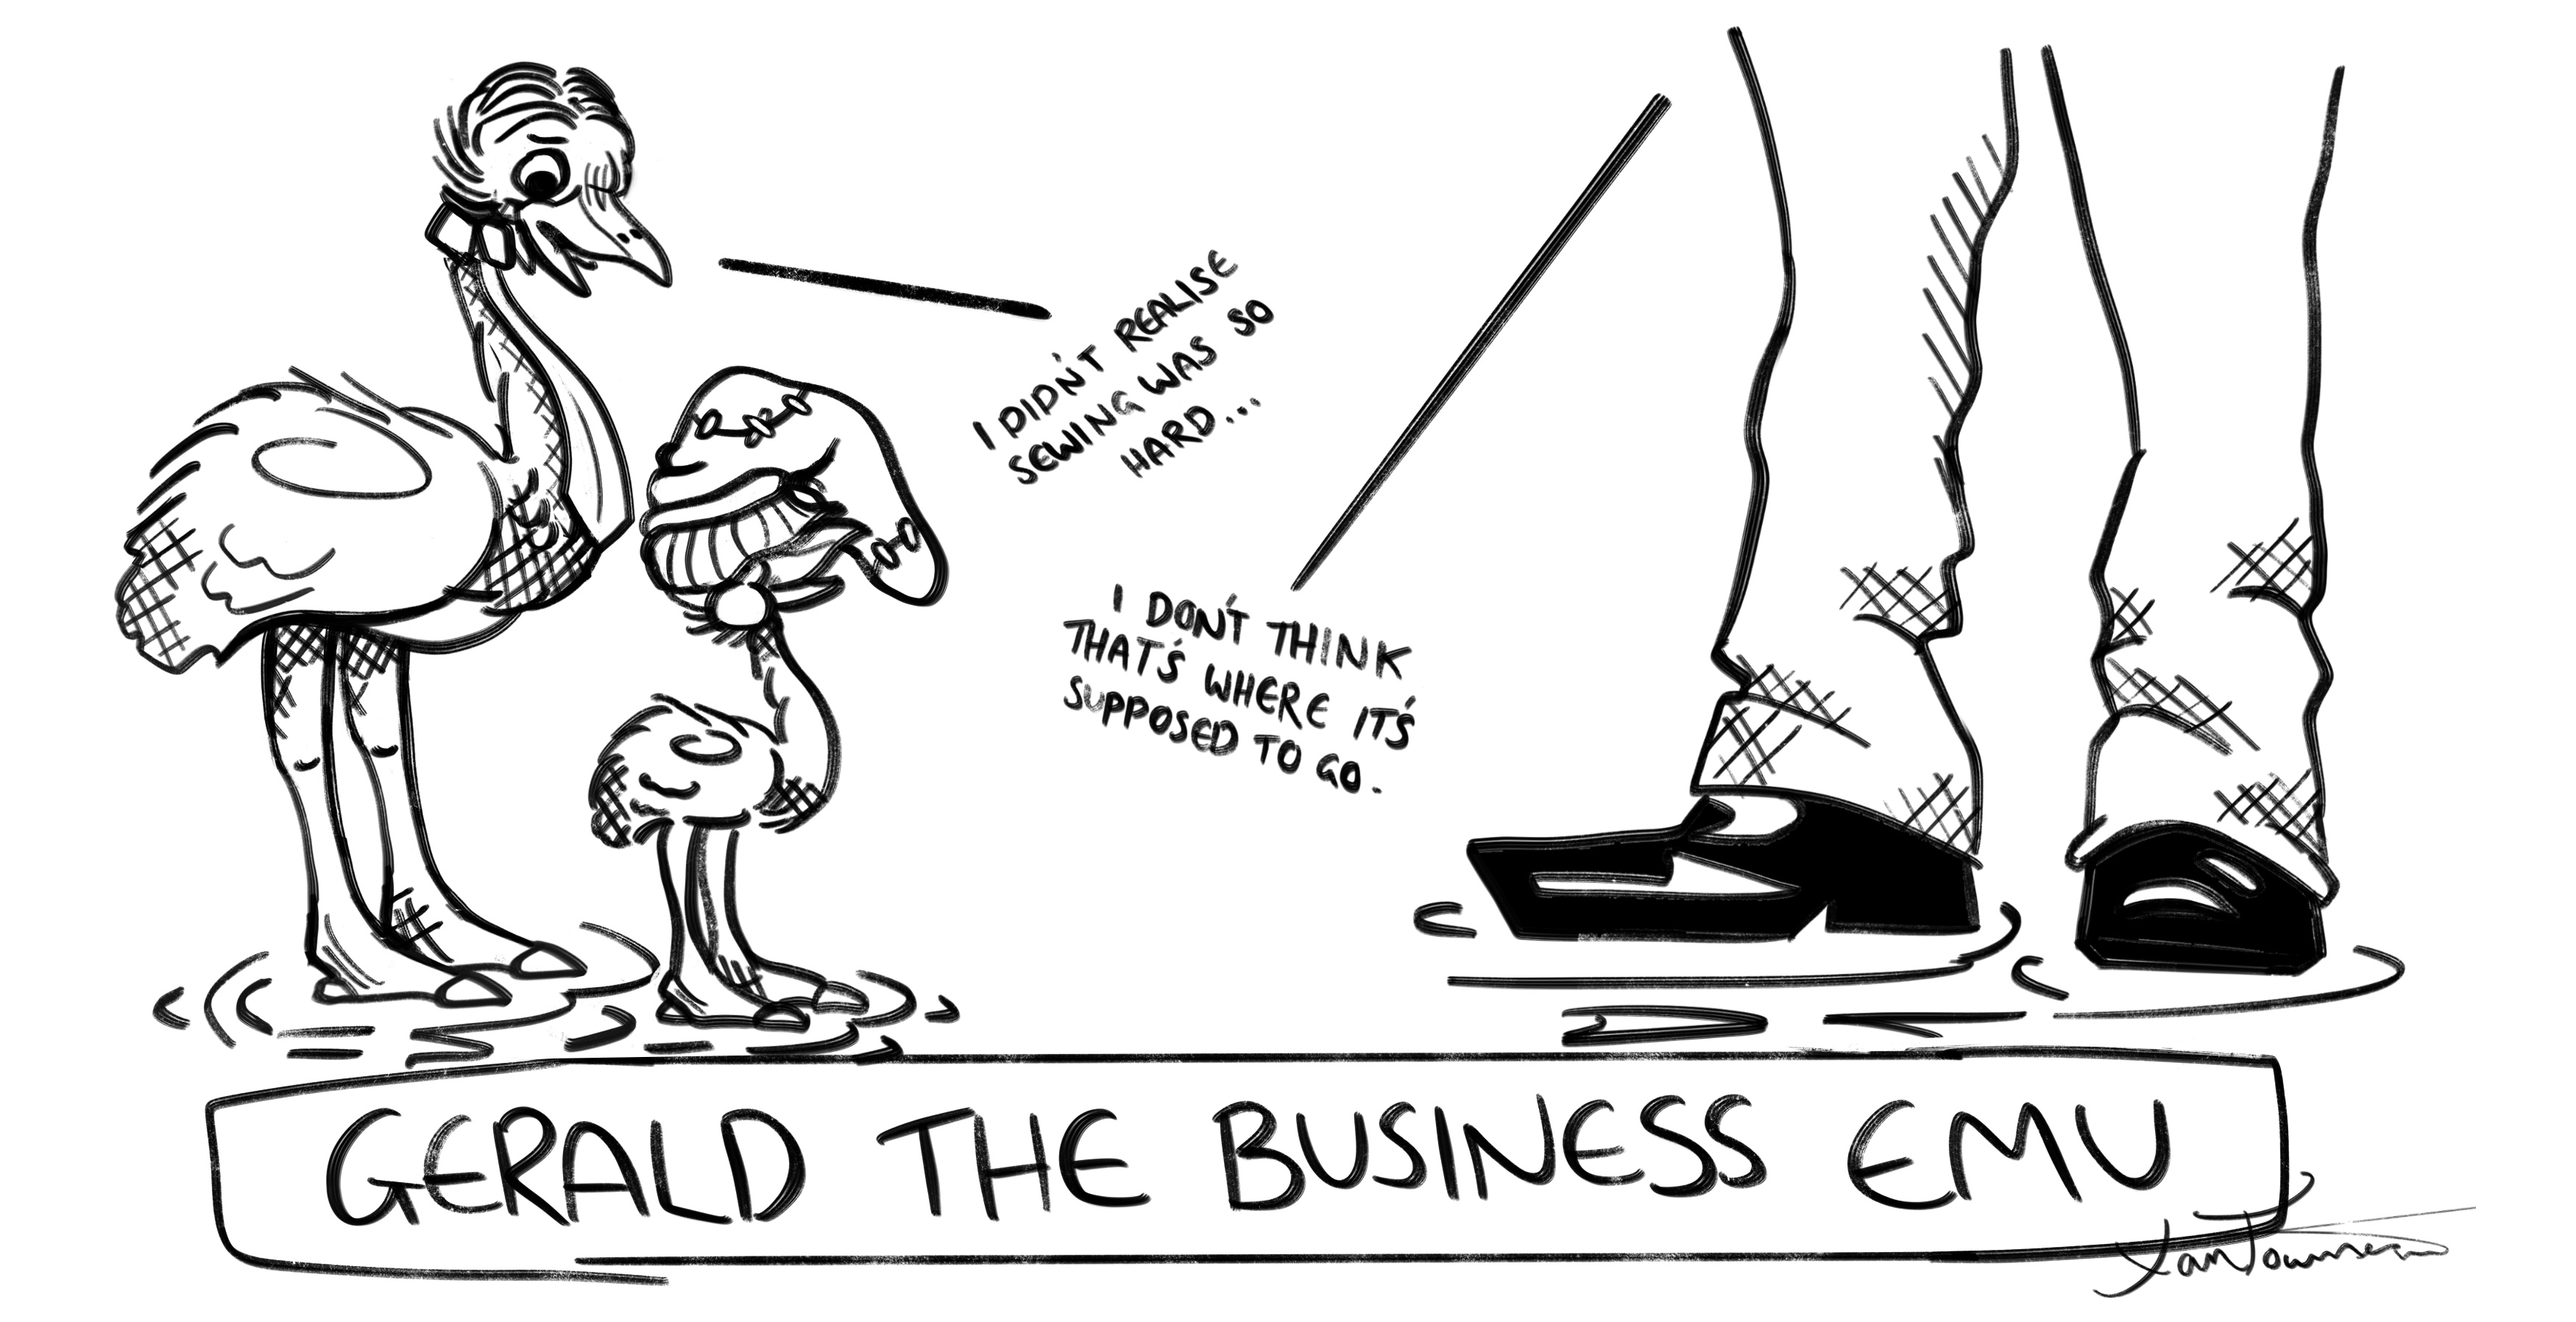 I DIDN'T REALISE
SEWING WAS SO
HARD...
I DON'T THINK
THAT'S WHERE IT'S
SUPPOSED TO GO.
GERALD THE BUSINESS EMU